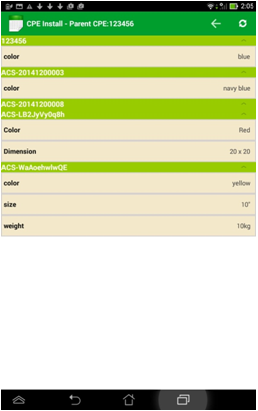 2:05
CPE Install - Parent CPE:123456
123456
color blue
ACS-20141200003
color navy blue
ACS-20141200008
ACS-LB2JyVy0q8h
Color Red
Dimension 20 x 20
ACS-WaAoehwlwQE
color yellow
size 10"
weight 10kg